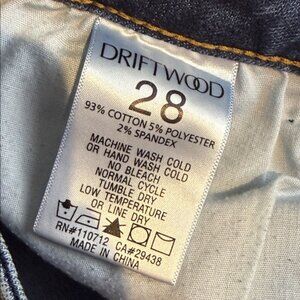 DRIFTWOOD
28
93% COTTON 5% POLYESTER
2% SPANDEX
MACHINE WASH COLD
OR HAND WASH COLD
NO BLEACH
NORMAL CYCLE
TUMBLE DRY
LOW TEMPERATURE
OR LINE DRY
RN#110712 CA#29438
MADE IN CHINA